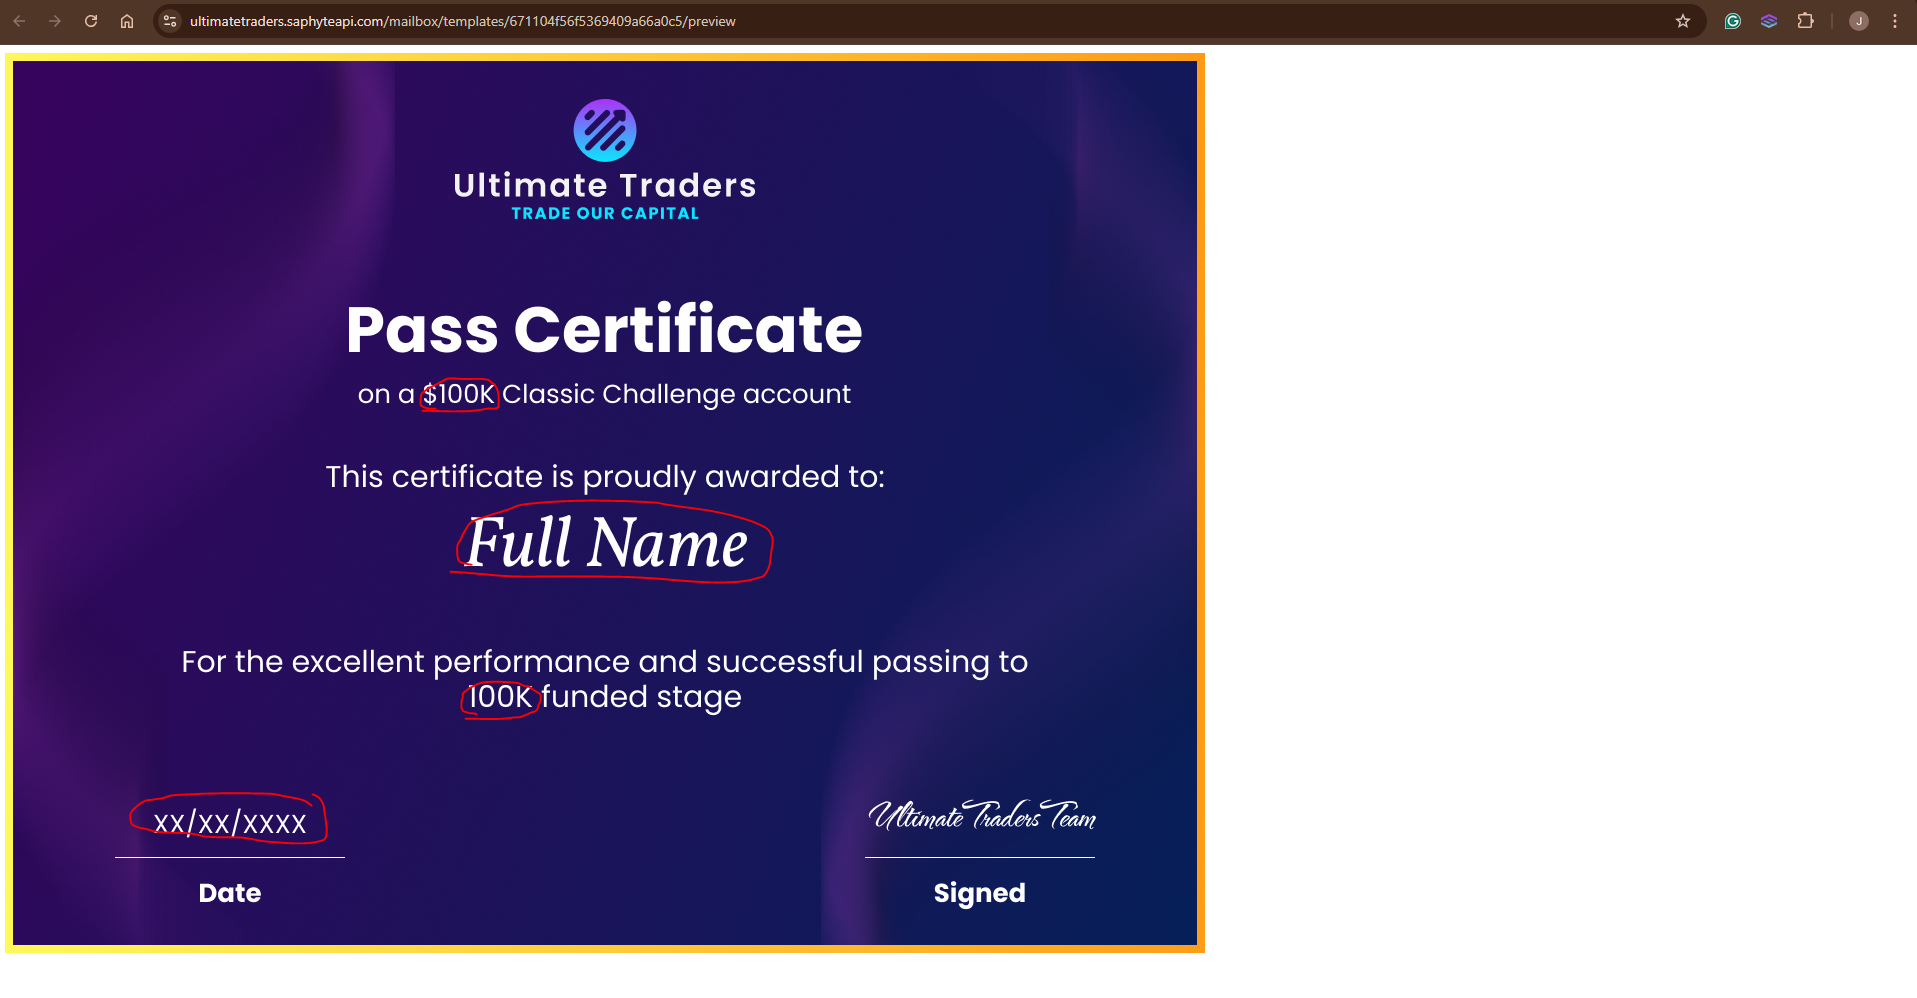 ultimatetraders.saphyteapi.com/mailbox/templates/671104f56f5369409a66a0c5/preview
J
Ultimate Traders
TRADE OUR CAPITAL
Pass Certificate
on a $100K Classic Challenge account
This certificate is proudly awarded to:
Full Name
For the excellent performance and successful passing to
100K funded stage
xx/xx/xxxx
Ultimate Traders Team
Date
Signed